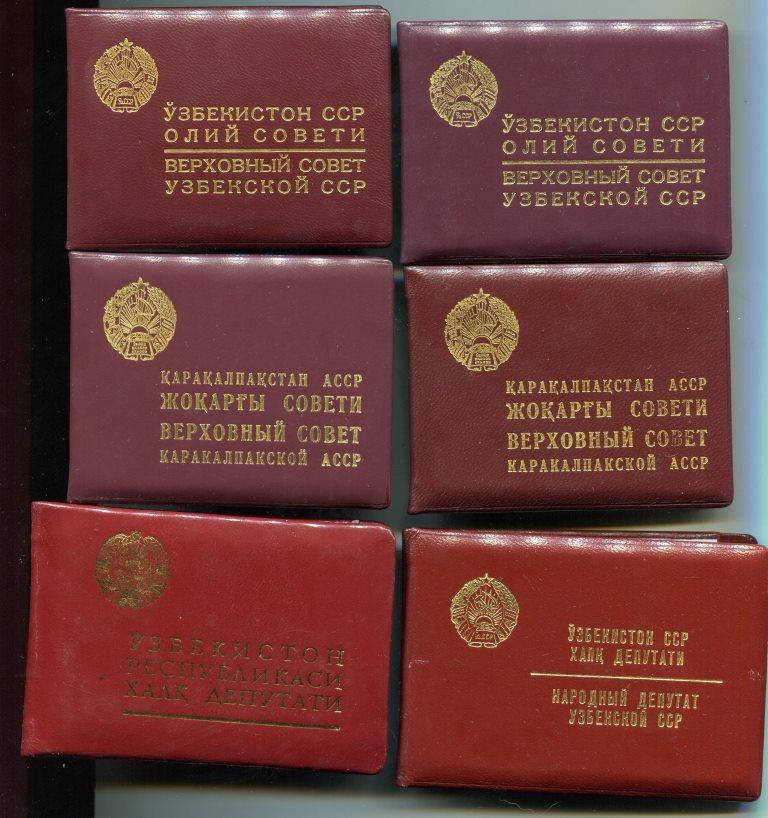 ЎЗБЕКИСТОН ССР
ОЛИЙ СОВЕТИ
ВЕРХОВНЫЙ СОВЕТ
УЗБЕКСКОЙ ССР
ЎЗБЕКИСТОН ССР
ОЛИЙ СОВЕТИ
ВЕРХОВНЫЙ СОВЕТ
УЗБЕКСКОЙ ССР
ҚАРАҚАЛПАҚСТАН АССР
ЖОҚАРҒЫ СОВЕТИ
ВЕРХОВНЫЙ СОВЕТ
КАРАКАЛПАКСКОЙ АССР
ҚАРАҚАЛПАҚСТАН АССР
ЖОҚАРҒЫ СОВЕТИ
ВЕРХОВНЫЙ СОВЕТ
КАРАКАЛПАКСКОЙ АССР
ЎЗБЕКИСТОН
РЕСПУБЛИКАСИ
ХАЛҚ ДЕПУТАТИ
ЎЗБЕКИСТОН ССР
ХАЛҚ ДЕПУТАТИ
НАРОДНЫЙ ДЕПУТАТ
УЗБЕКСКОЙ ССР